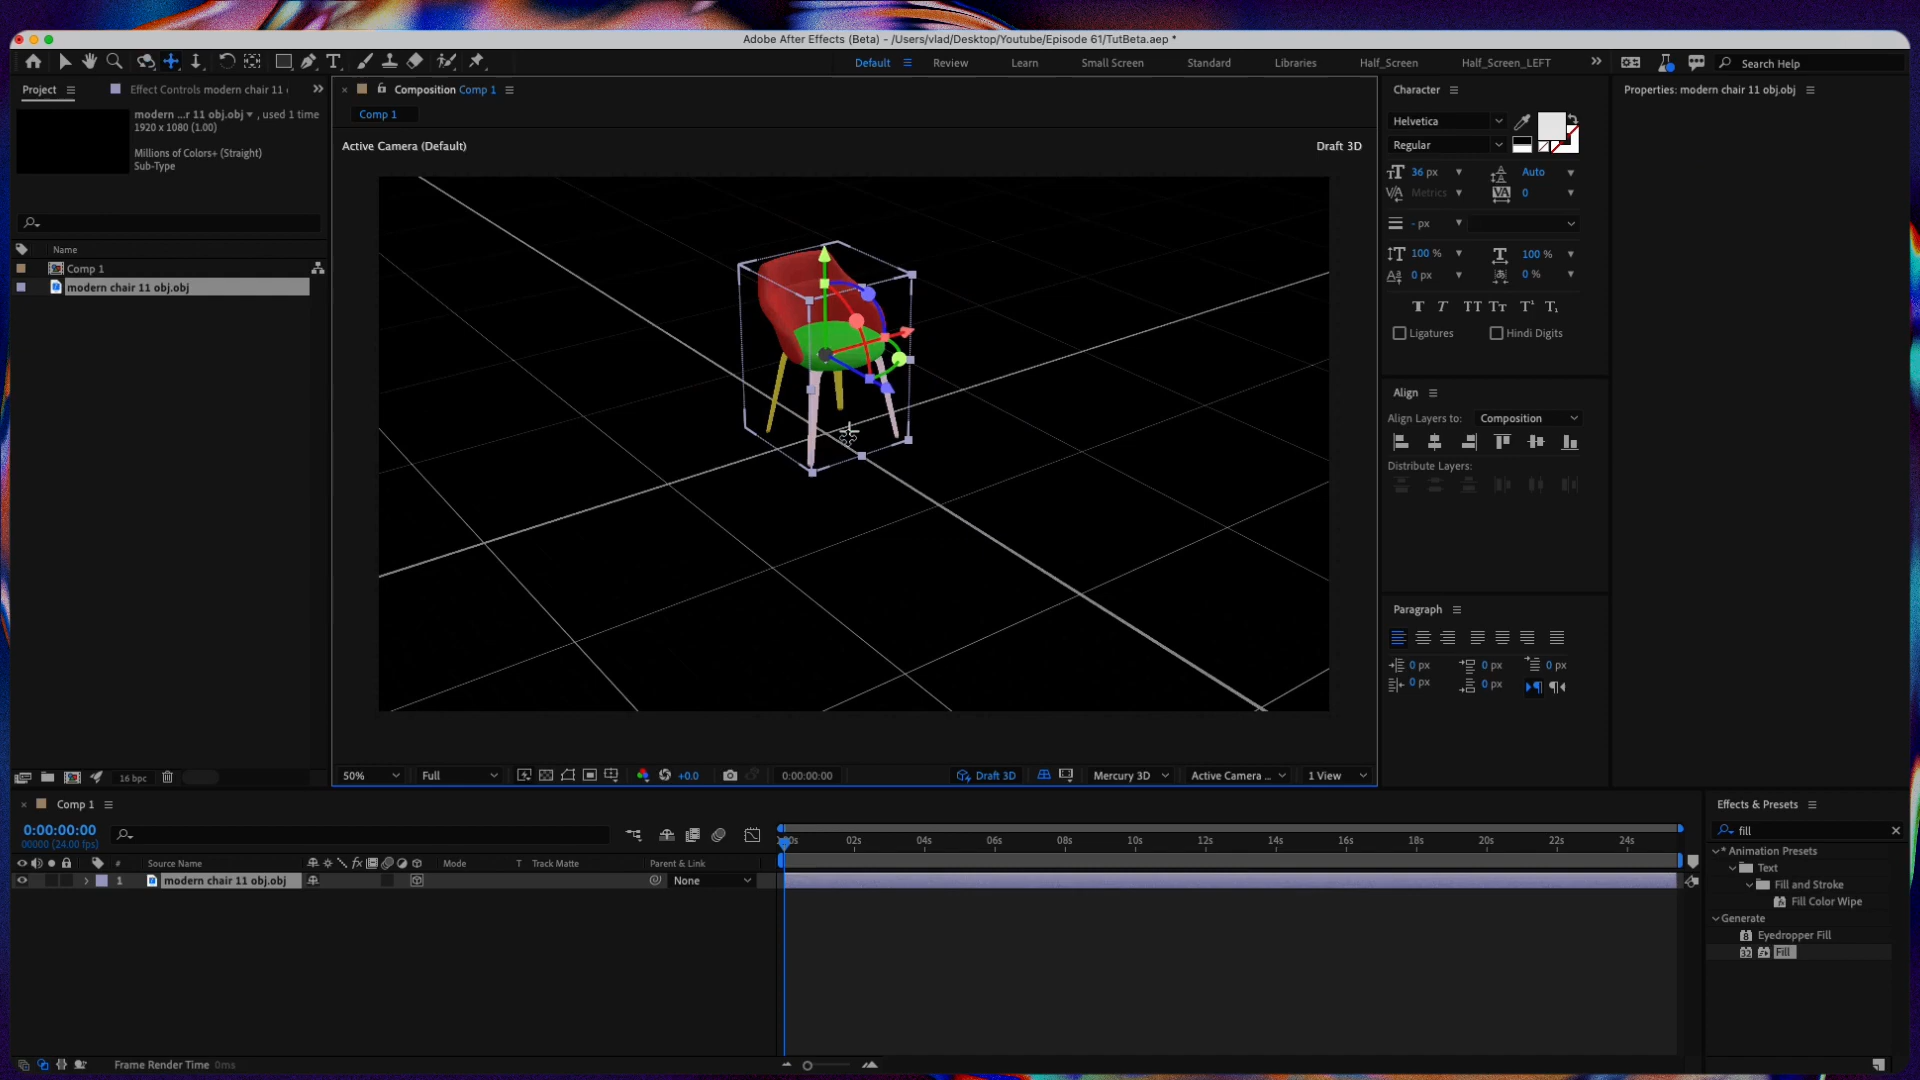 Adobe After Effects (Beta) - /Users/vlad/Desktop/Youtube/Episode 61/TutBeta.aep *
Default
Review
Learn
Small Screen
Standard
Libraries
Half_Screen
Half_Screen_LEFT
Search Help
Project
Effect Controls modern chair 11
modern ...r 11 obj.obj , used 1 time
1920 x 1080 (1.00)
Millions of Colors+ (Straight)
Sub-Type
Name
Comp 1
modern chair 11 obj.obj
16 bpc
Composition Comp 1
Comp 1
Active Camera (Default)
Draft 3D
50%
Full
+0.0
0:00:00:00
Draft 3D
Mercury 3D
Active Camera ...
1 View
Character
Helvetica
Regular
36 px
Auto
Metrics
0
- px
100 %
100 %
0 px
0 %
T T TT Tt T¹ T₁
Ligatures
Hindi Digits
Align
Align Layers to:
Composition
Distribute Layers:
Paragraph
0 px
0 px
0 px
0 px
0 px
Properties: modern chair 11 obj.obj
Comp 1
0:00:00:00
00000 (24.00 fps)
#
Source Name
Mode
T
Track Matte
Parent & Link
1
modern chair 11 obj.obj
None
02s
04s
06s
08s
10s
12s
14s
16s
18s
20s
22s
24s
Frame Render Time 0ms
Effects & Presets
fill
* Animation Presets
Text
Fill and Stroke
Fill Color Wipe
Generate
Eyedropper Fill
Fill